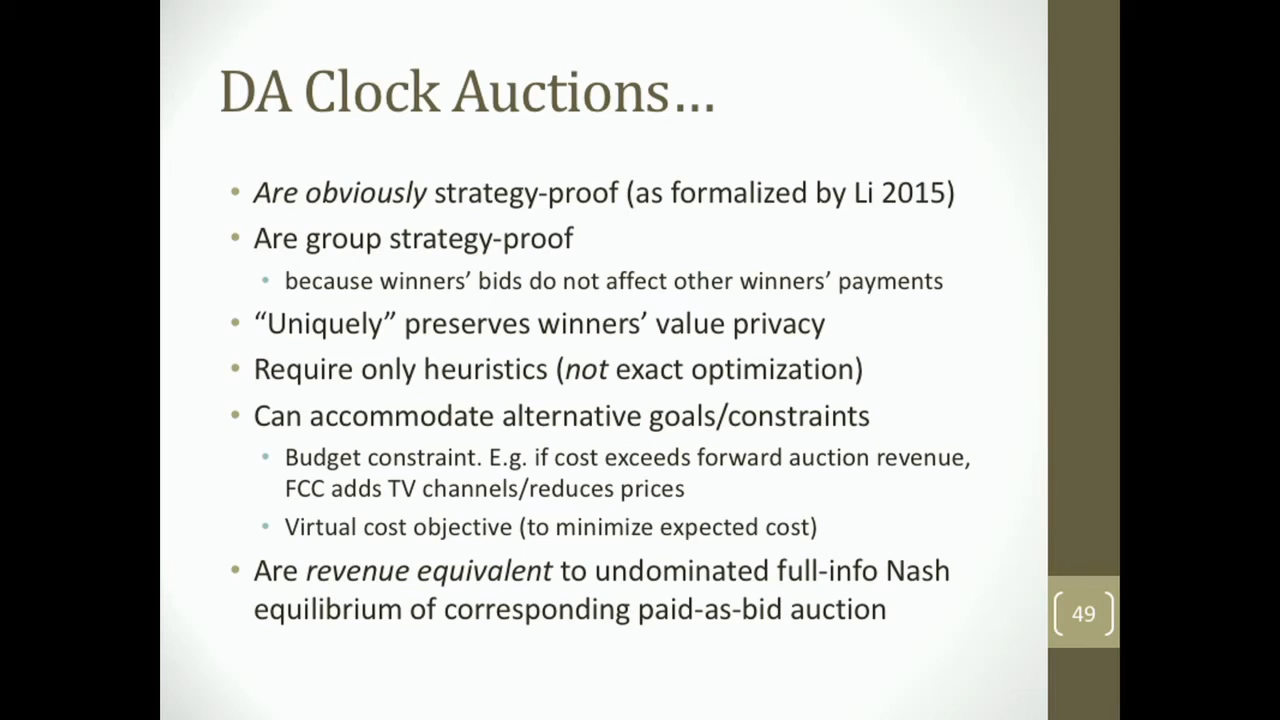 DA Clock Auctions…
• Are obviously strategy-proof (as formalized by Li 2015)
• Are group strategy-proof
• because winners’ bids do not affect other winners’ payments
• “Uniquely” preserves winners’ value privacy
• Require only heuristics (not exact optimization)
• Can accommodate alternative goals/constraints
• Budget constraint. E.g. if cost exceeds forward auction revenue,
FCC adds TV channels/reduces prices
• Virtual cost objective (to minimize expected cost)
• Are revenue equivalent to undominated full-info Nash
equilibrium of corresponding paid-as-bid auction
49